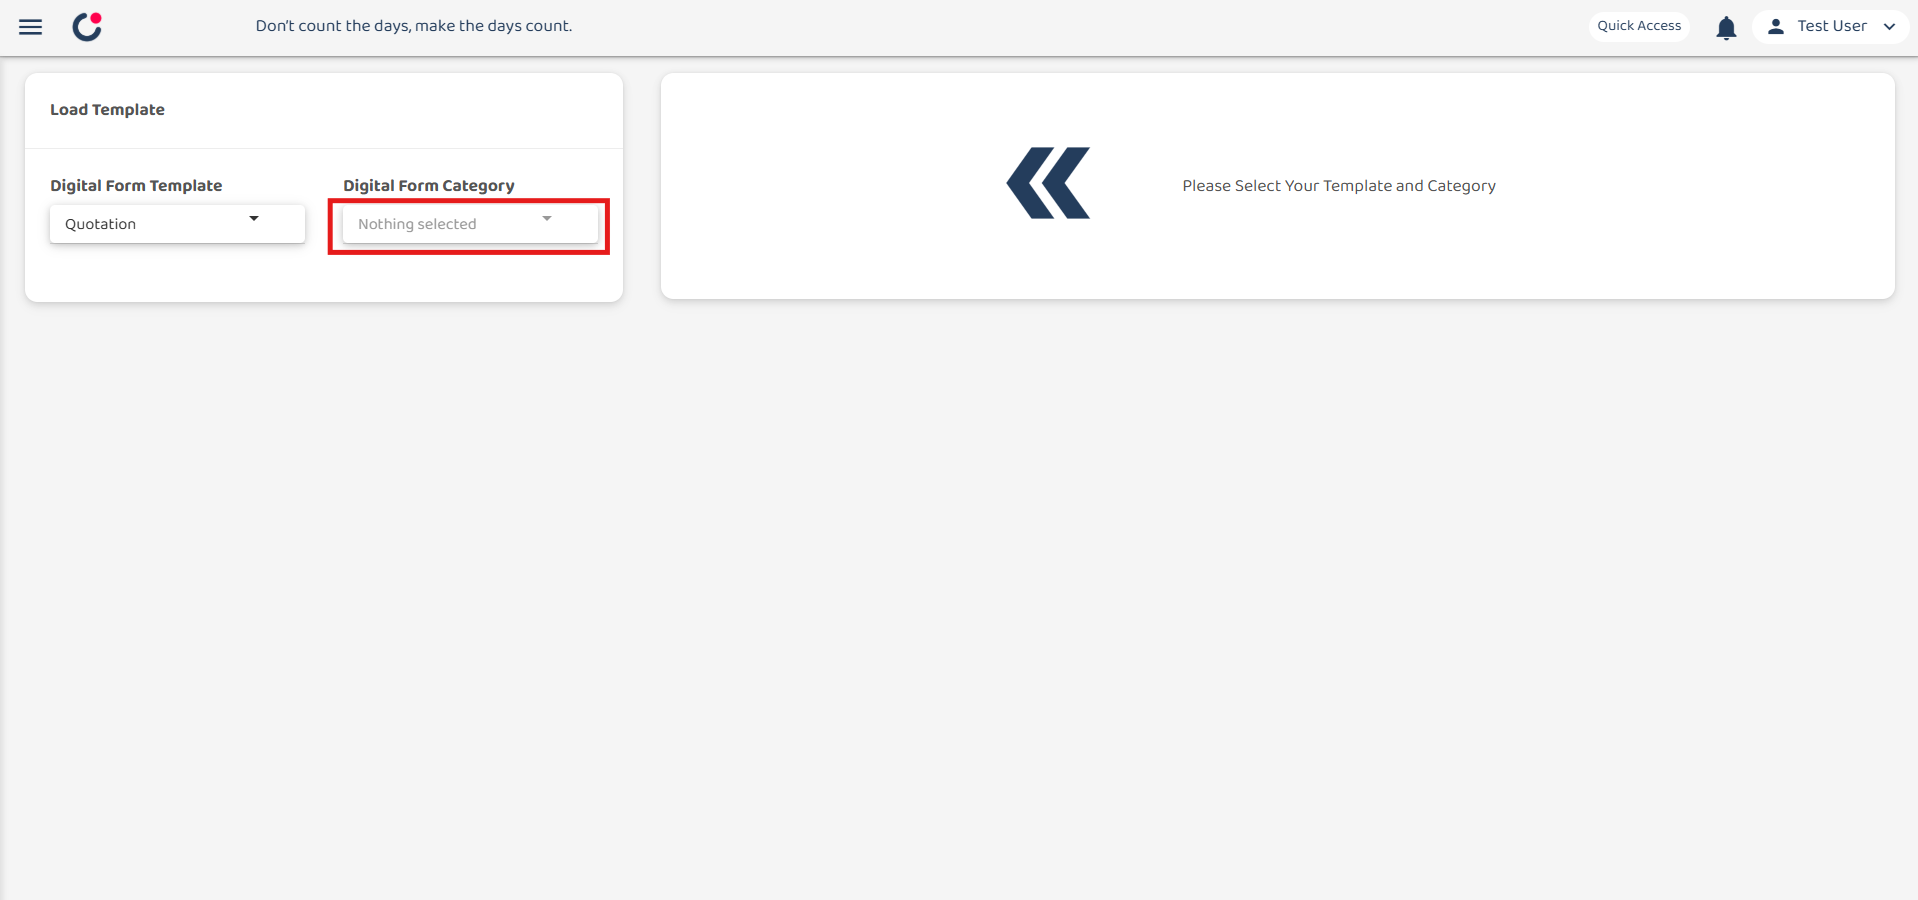 Don't count the days, make the days count.
Quick Access
Test User
Load Template
Digital Form Template
Digital Form Category
Quotation
Nothing selected
Please Select Your Template and Category